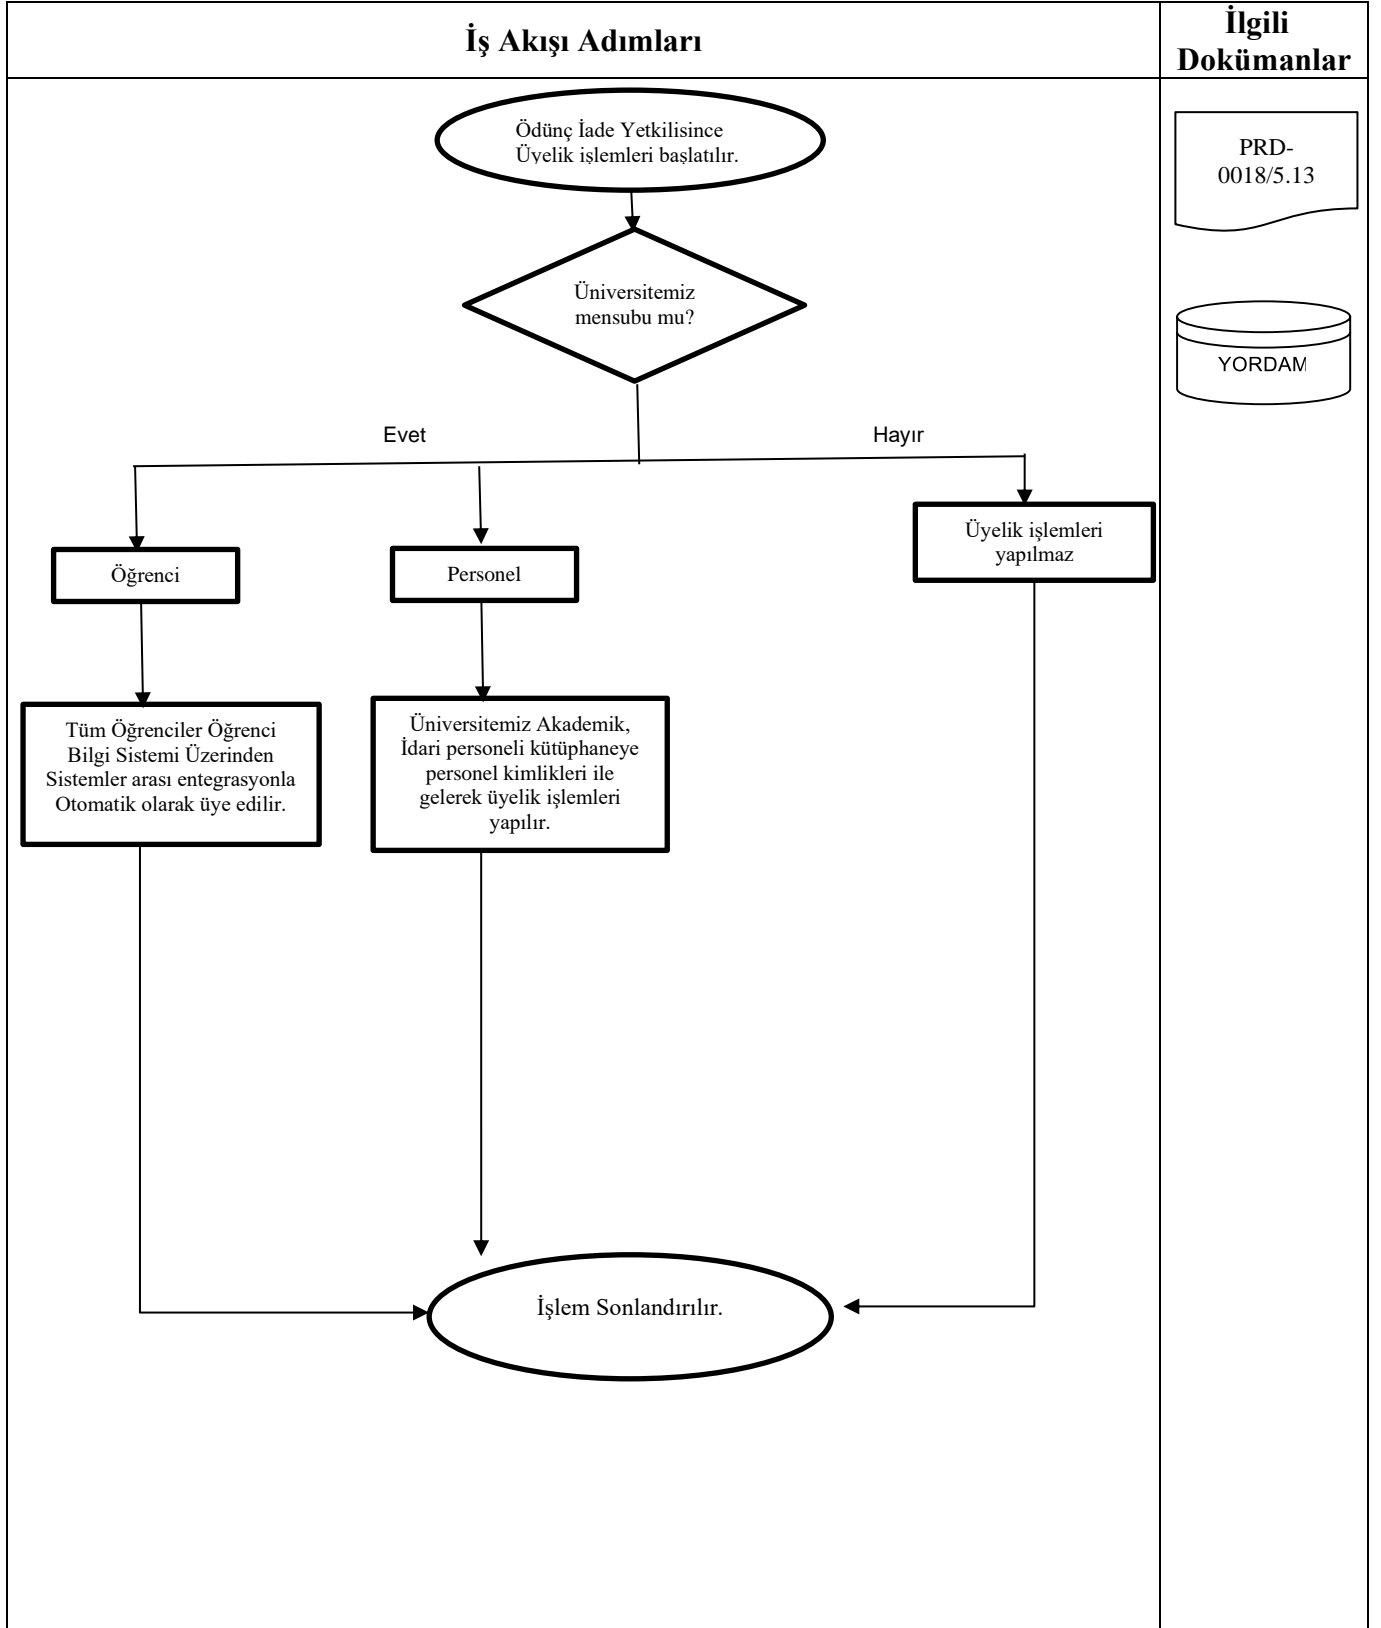 İş Akışı Adımları
İlgili
Dokümanlar
Ödünç İade Yetkilisince
Üyelik işlemleri başlatılır.
PRD-
0018/5.13
Üniversitemiz
mensubu mu?
YORDAM
Evet
Hayır
Üyelik işlemleri
yapılmaz
Öğrenci
Personel
Tüm Öğrenciler Öğrenci
Bilgi Sistemi Üzerinden
Sistemler arası entegrasyonla
Otomatik olarak üye edilir.
Üniversitemiz Akademik,
İdari personeli kütüphaneye
personel kimlikleri ile
gelerek üyelik işlemleri
yapılır.
İşlem Sonlandırılır.